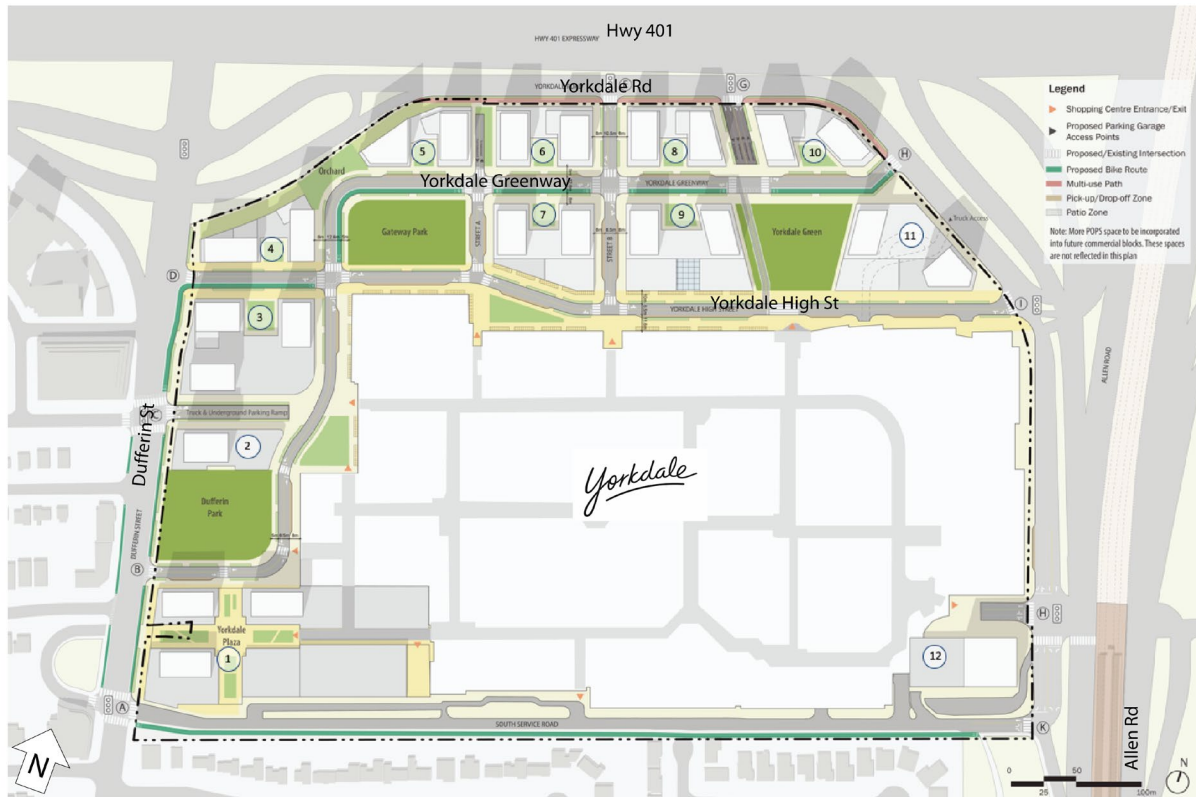 Hwy 401
HWY 401 EXPRESSWAY
Yorkdale Rd
G
H
Legend
Shopping Centre Entrance/Exit
Proposed Parking Garage
Access Points
Proposed/Existing Intersection
Proposed Bike Route
Multi-use Path
Pick-up/Drop-off Zone
Patio Zone
Note: More POPS space to be incorporated
into future commercial blocks. These spaces
are not reflected in this plan
5
6
8
10
Orchard
Yorkdale Greenway
YORKDALE GREENWAY
7
9
11
Truck Access
4
Gateway Park
STREET A
STREET B
Yorkdale Green
D
3
Yorkdale High St
YORKDALE HIGH STREET
I
ALLEN ROAD
C
Truck & Underground Parking Ramp
Dufferin St
2
Yorkdale
Dufferin
Park
DUFFERIN STREET
B
Yorkdale
Plaza
1
H
12
A
SOUTH SERVICE ROAD
K
Allen Rd
N
0
50
25
100m
N